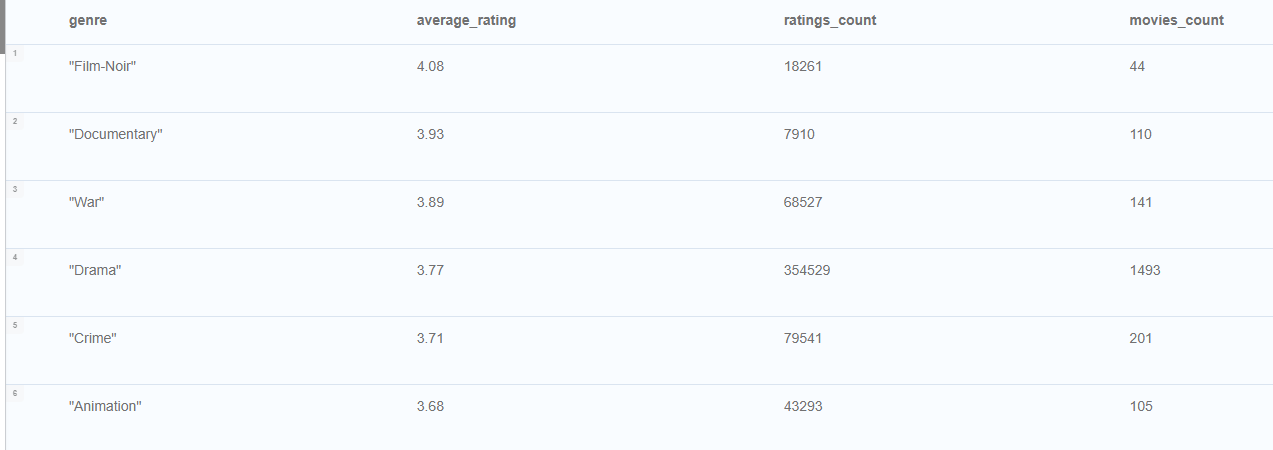 genre average_rating ratings_count movies_count
1
"Film-Noir" 4.08 18261 44
2
"Documentary" 3.93 7910 110
3
"War" 3.89 68527 141
4
"Drama" 3.77 354529 1493
5
"Crime" 3.71 79541 201
6
"Animation" 3.68 43293 105